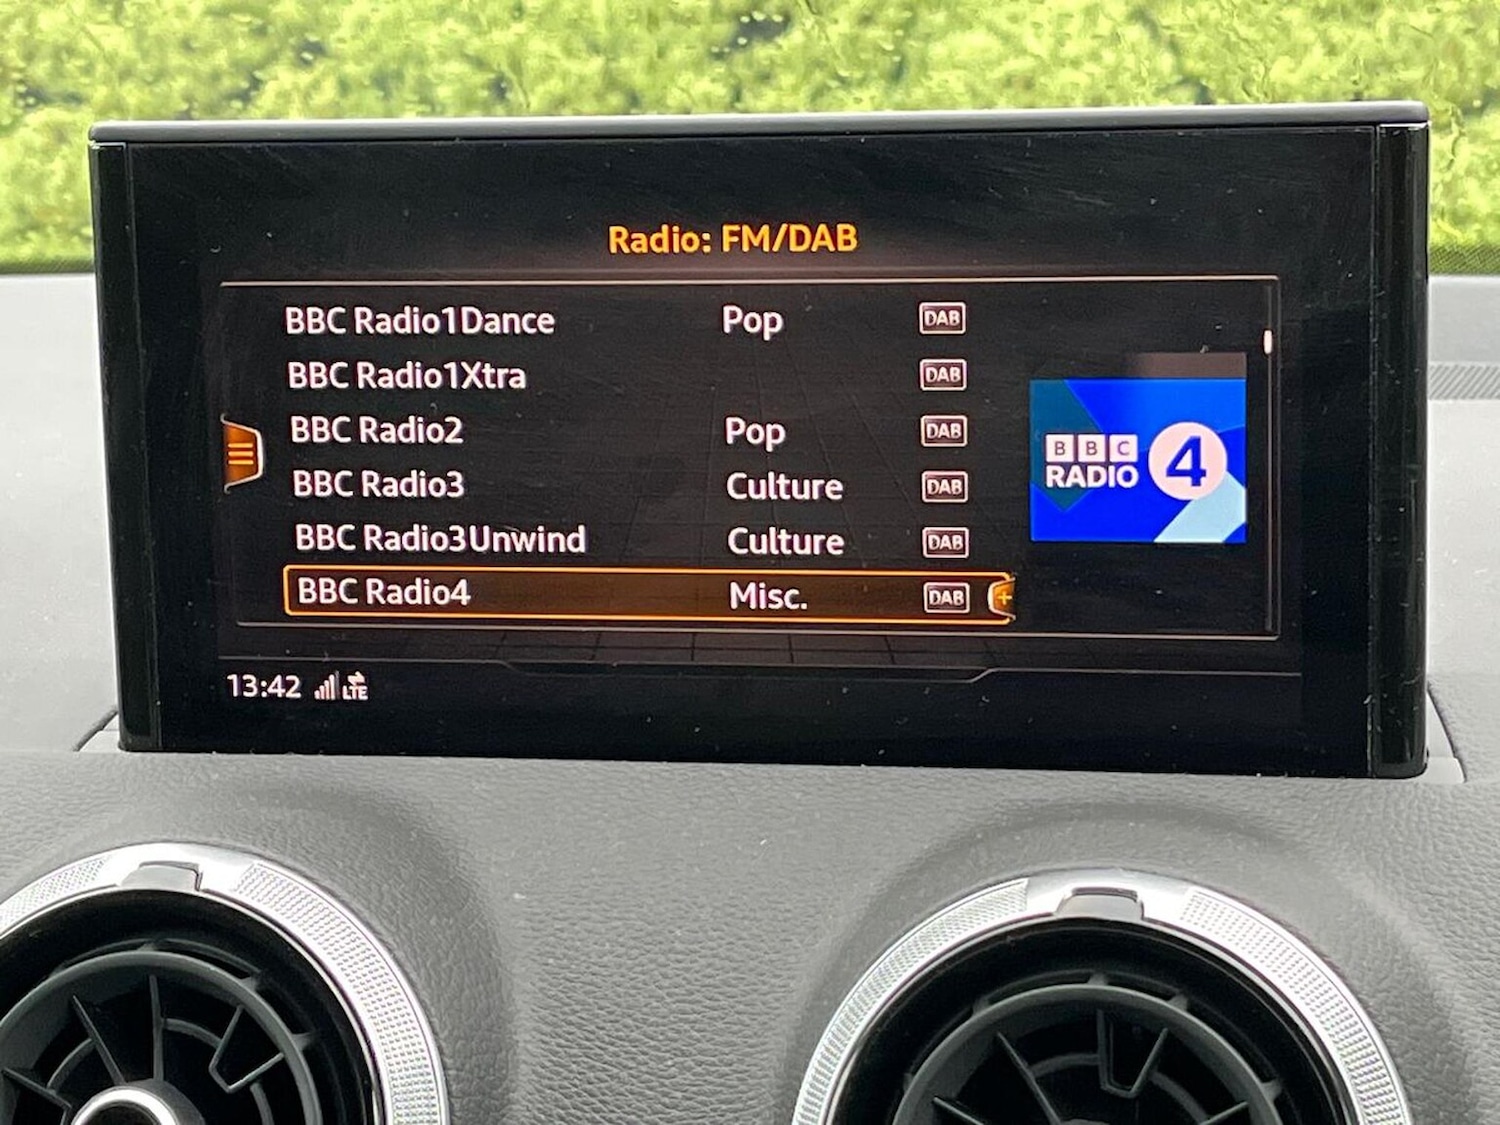 Radio: FM/DAB
BBC Radio1Dance Pop DAB
BBC Radio1Xtra DAB
BBC Radio2 Pop DAB
BBC Radio3 Culture DAB
BBC Radio3Unwind Culture DAB
BBC Radio4 Misc. DAB +
BBC
RADIO 4
13:42 LTE